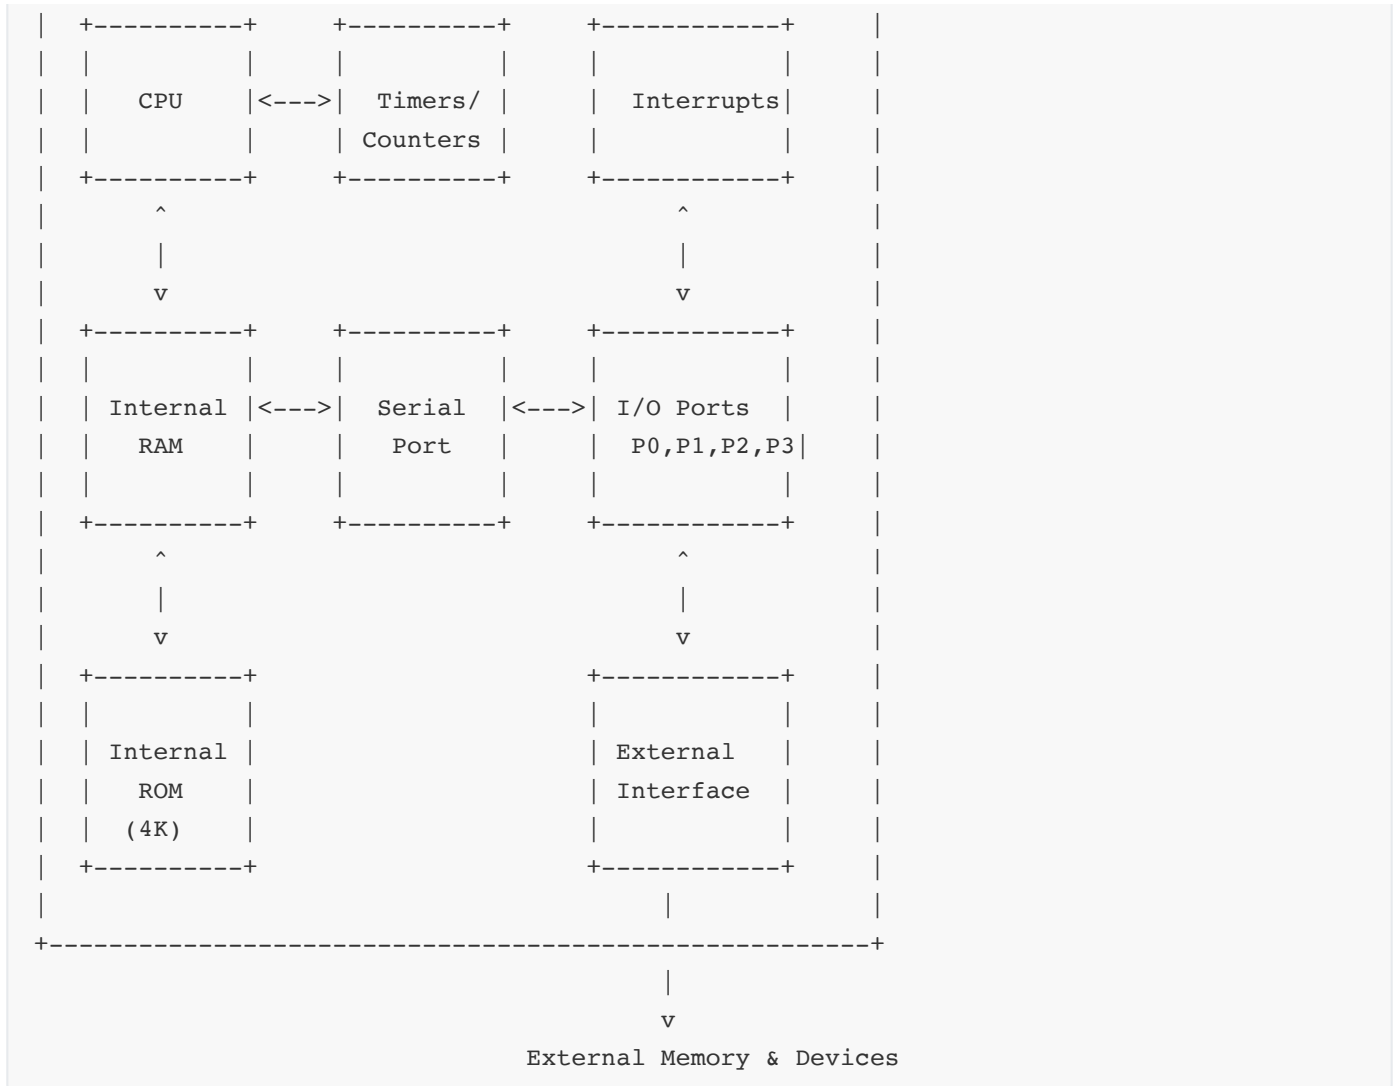 |  +----------+     +----------+     +------------+     |
|  |          |     |          |     |            |     |
|  |   CPU    |<--->|  Timers/ |     |  Interrupts|     |
|  |          |     | Counters |     |            |     |
|  +----------+     +----------+     +------------+     |
|       ^                                  ^            |
|       |                                  |            |
|       v                                  v            |
|  +----------+     +----------+     +------------+     |
|  |          |     |          |     |            |     |
|  | Internal |<--->|  Serial  |<--->| I/O Ports  |     |
|  |   RAM    |     |   Port   |     |  P0,P1,P2,P3|    |
|  |          |     |          |     |            |     |
|  +----------+     +----------+     +------------+     |
|       ^                                  ^            |
|       |                                  |            |
|       v                                  v            |
|  +----------+                      +------------+     |
|  |          |                      |            |     |
|  | Internal |                      | External   |     |
|  |   ROM    |                      | Interface  |     |
|  |  (4K)    |                      |            |     |
|  +----------+                      +------------+     |
|                                         |             |
+-------------------------------------------------------+
                                          |
                                          v
                                 External Memory & Devices